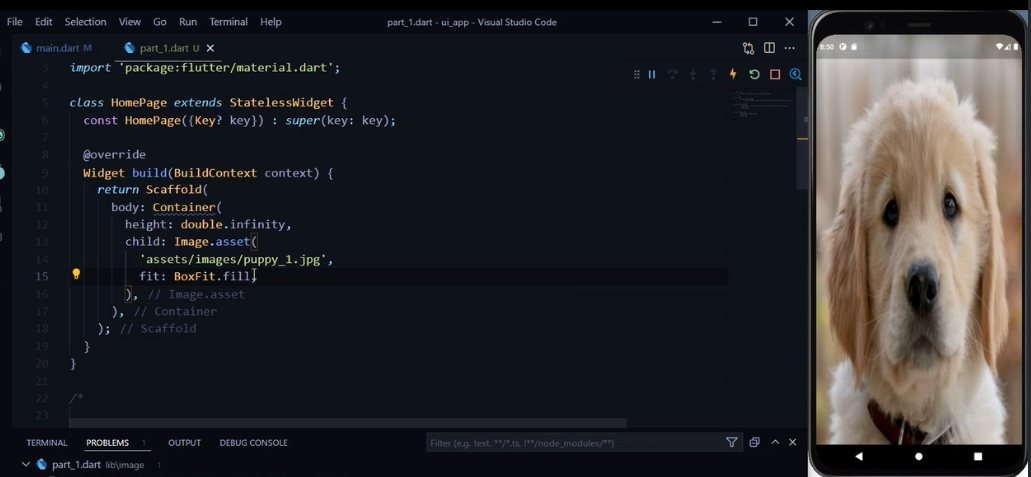 File Edit Selection View Go Run Terminal Help part_1.dart - ui_app - Visual Studio Code
main.dart M part_1.dart U
3 import 'package:flutter/material.dart';
4
5 class HomePage extends StatelessWidget {
6 const HomePage({Key? key}) : super(key: key);
7
8 @override
9 Widget build(BuildContext context) {
10 return Scaffold(
11 body: Container(
12 height: double.infinity,
13 child: Image.asset(
14 'assets/images/puppy_1.jpg',
15 fit: BoxFit.fill,
16 ), // Image.asset
17 ), // Container
18 ); // Scaffold
19 }
20 }
21
22 /*
23
TERMINAL PROBLEMS 1 OUTPUT DEBUG CONSOLE Filter (e.g. text, **/*.ts, !**/node_modules/**)
part_1.dart lib\image 1
8:50